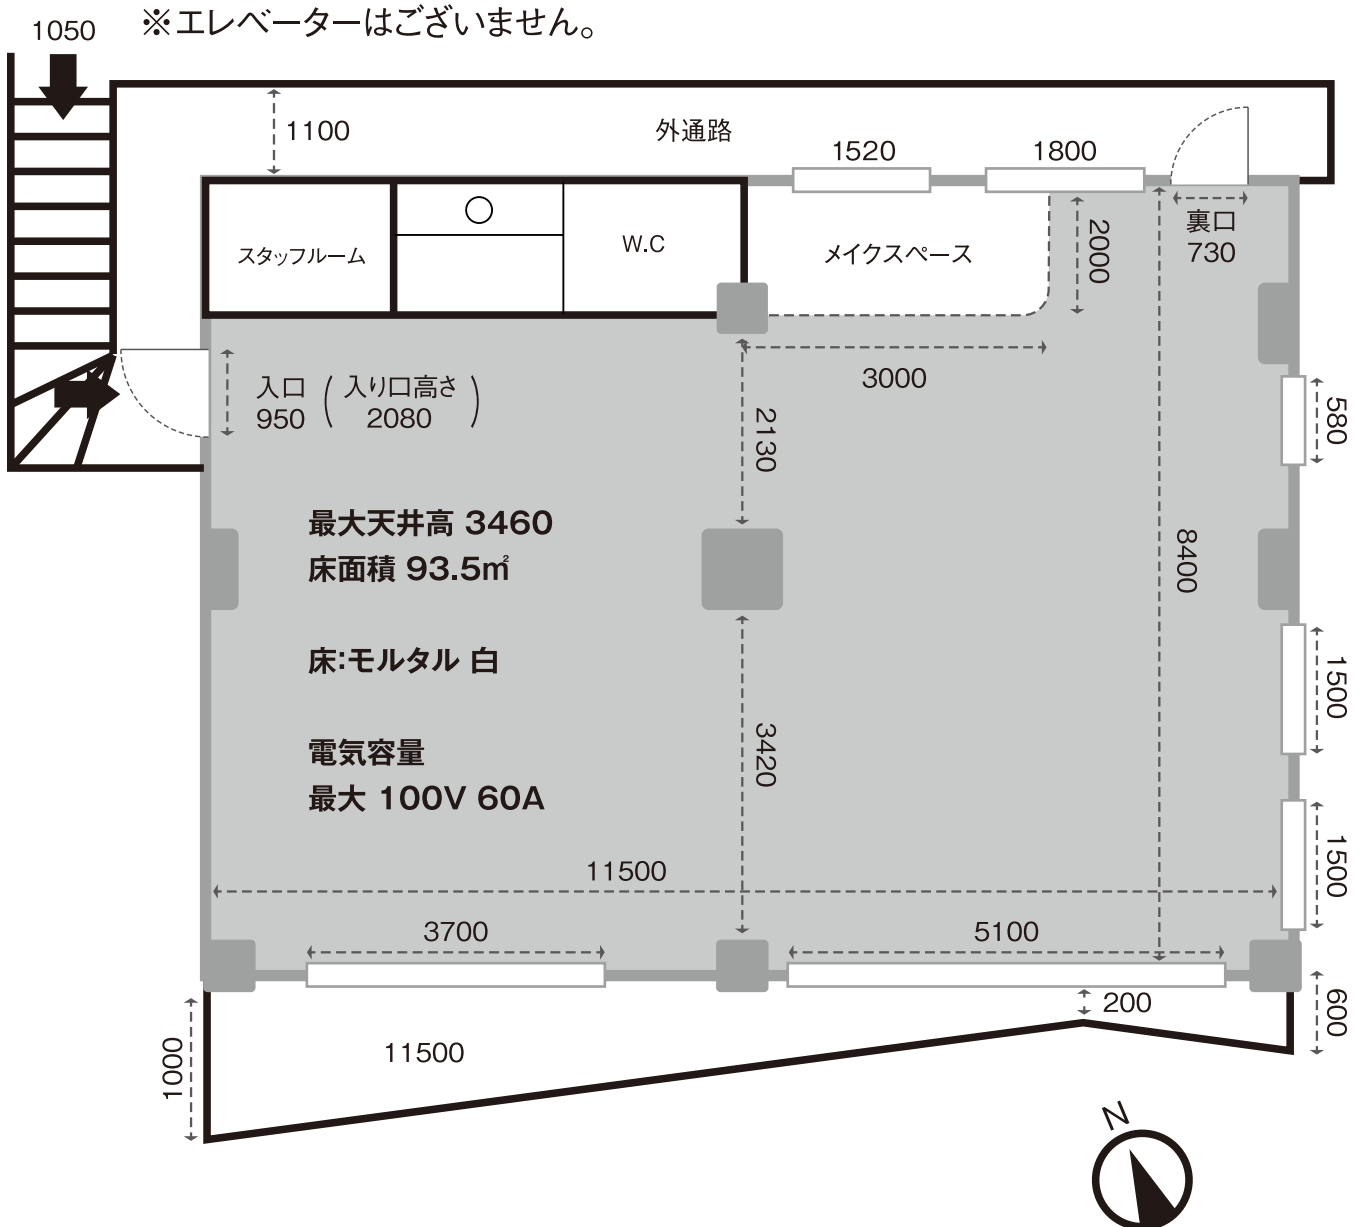 ※エレベーターはございません。
1050
1100
外通路
1520
1800
裏口
730
スタッフルーム
W.C
メイクスペース
2000
3000
入口
950
(入り口高さ
2080)
2130
580
最大天井高 3460
床面積 93.5㎡
8400
床:モルタル 白
1500
電気容量
最大 100V 60A
3420
1500
11500
3700
5100
200
600
1000
11500
N